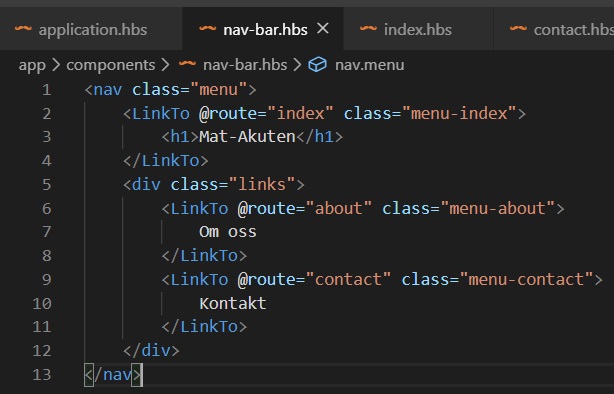 application.hbs nav-bar.hbs × index.hbs contact.hbs
app > components > nav-bar.hbs > nav.menu
1 <nav class="menu">
2 <LinkTo @route="index" class="menu-index">
3 <h1>Mat-Akuten</h1>
4 </LinkTo>
5 <div class="links">
6 <LinkTo @route="about" class="menu-about">
7 Om oss
8 </LinkTo>
9 <LinkTo @route="contact" class="menu-contact">
10 Kontakt
11 </LinkTo>
12 </div>
13 </nav>